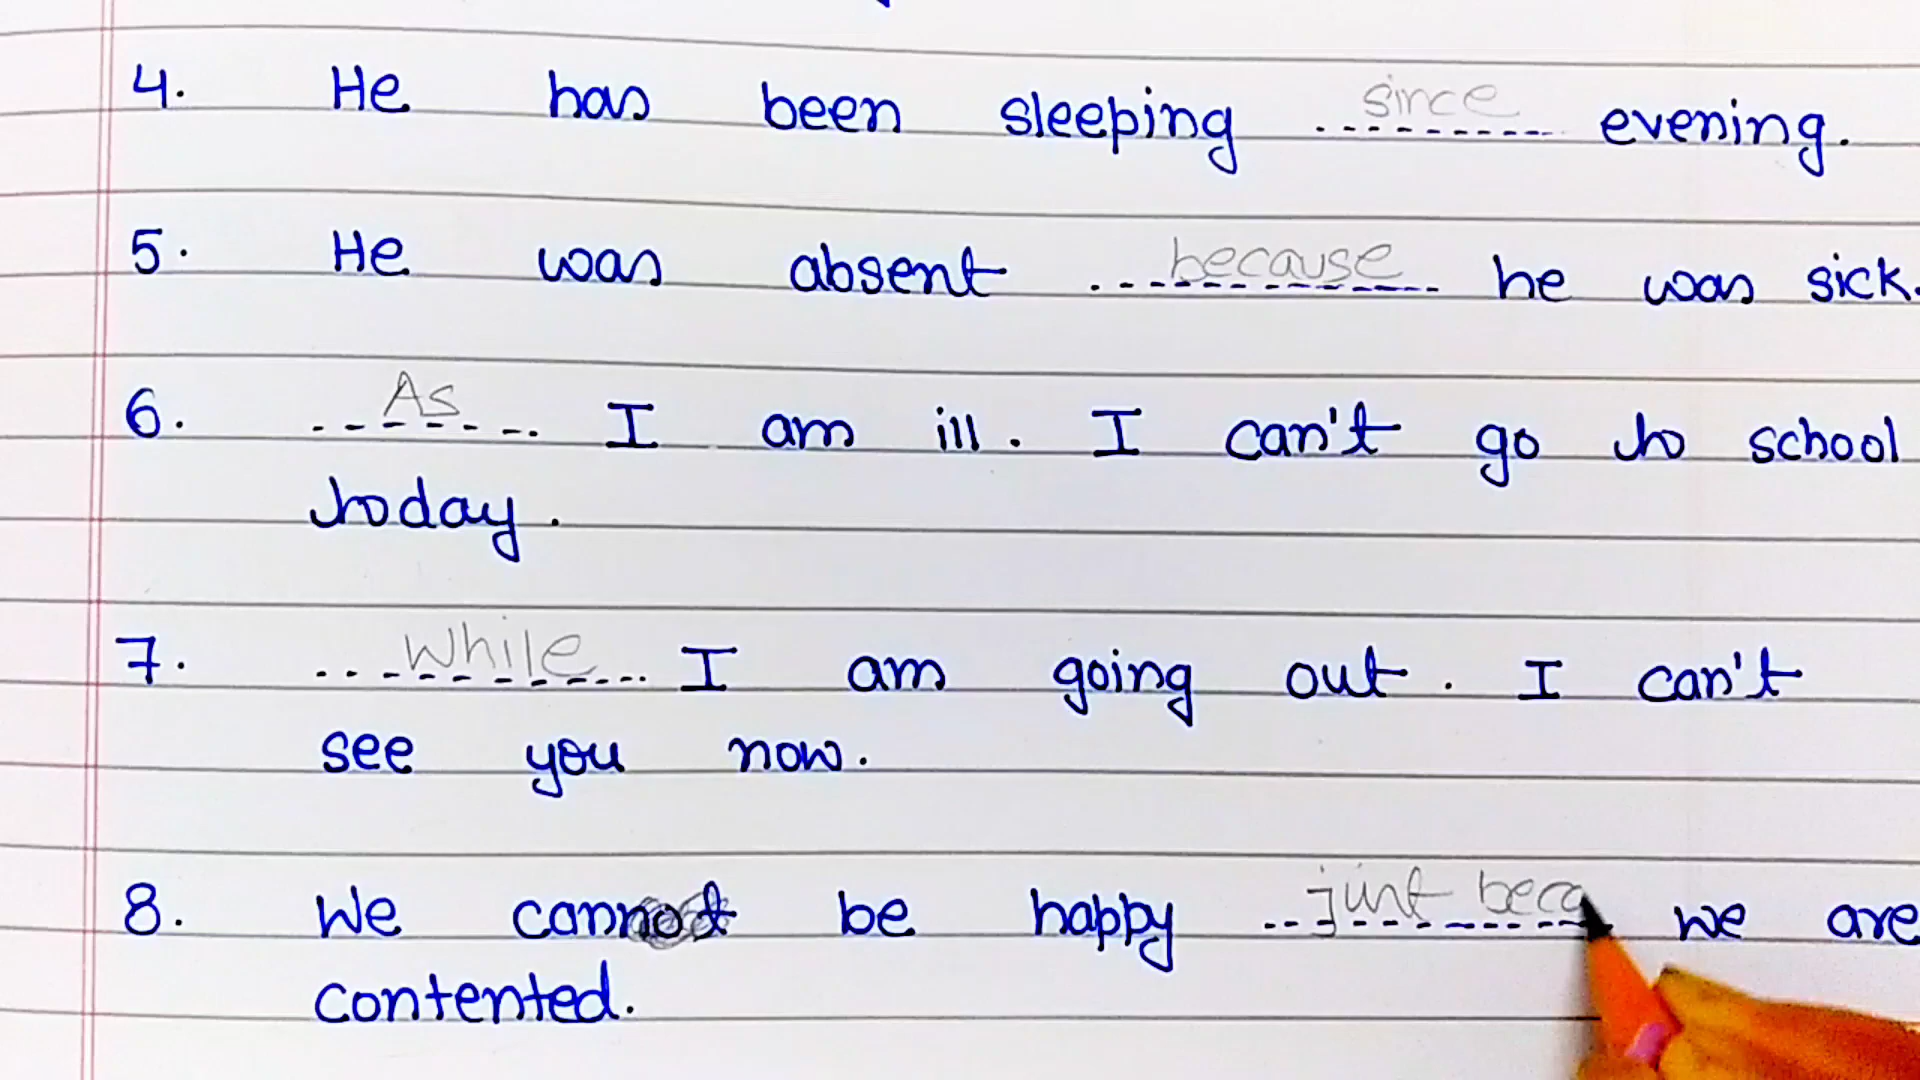 4. He has been sleeping since evening.
5. He was absent because he was sick.
6. As I am ill. I can't go to school
today.
7. While I am going out. I can't
see you now.
8. We cannot be happy just beca we are
contented.